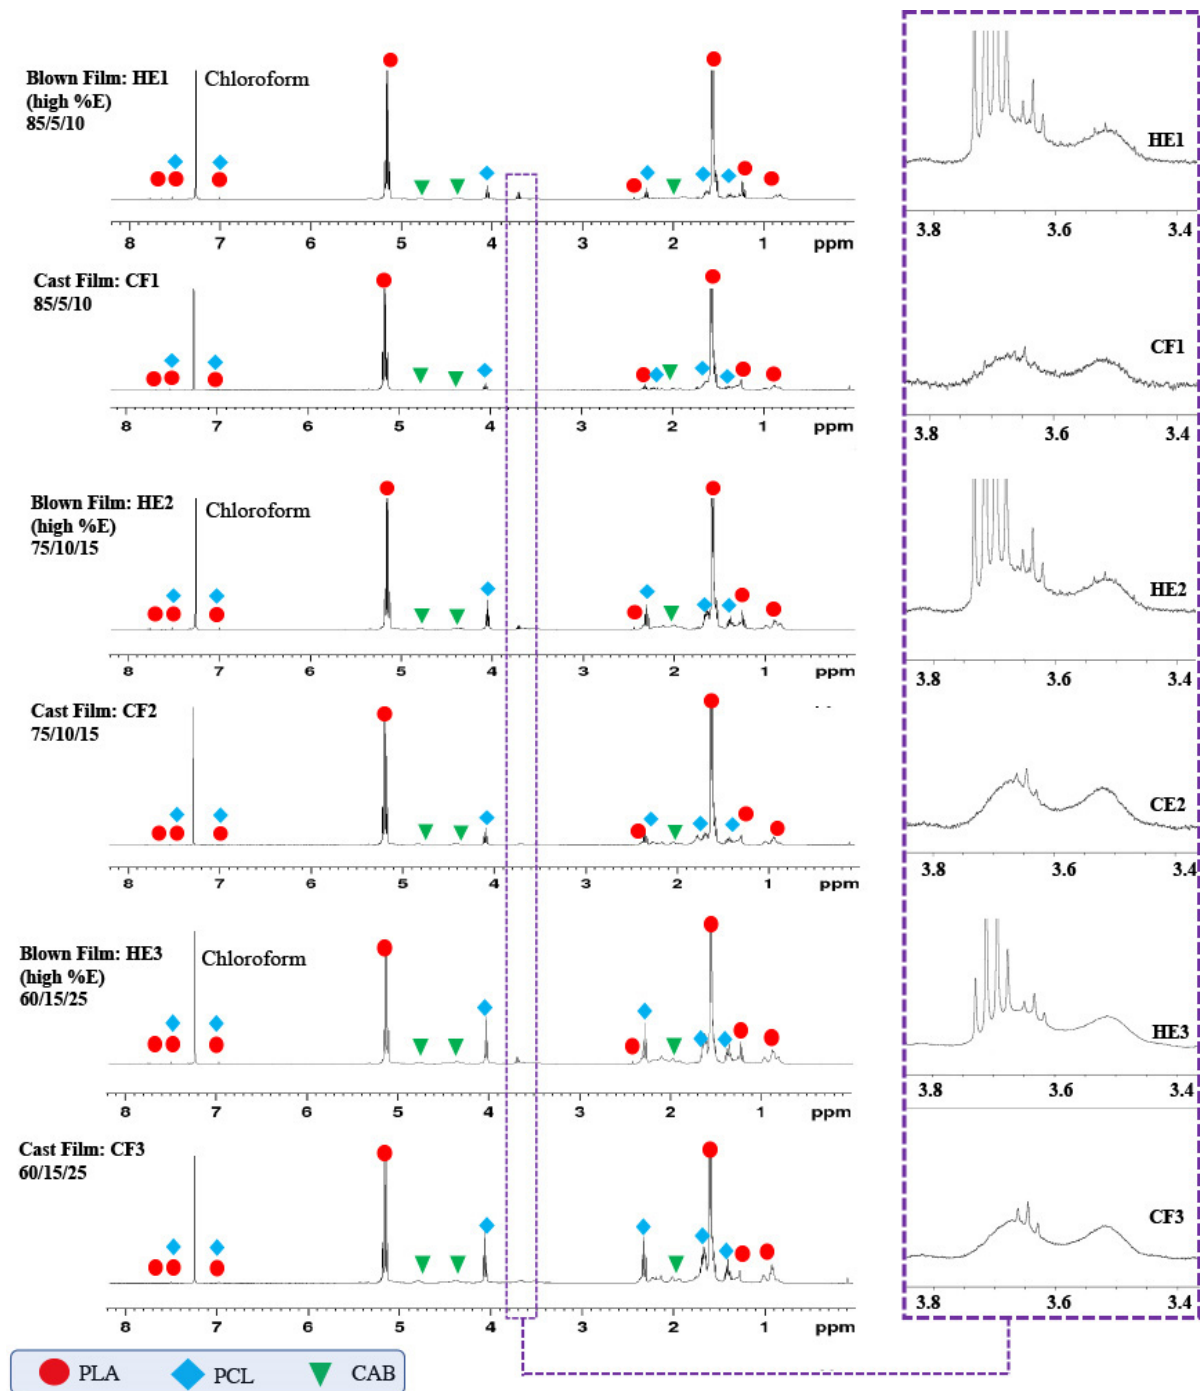 Blown Film: HE1
(high %E)
85/5/10
Chloroform
8 7 6 5 4 3 2 1 ppm
HE1
3.8 3.6 3.4
Cast Film: CF1
85/5/10
8 7 6 5 4 3 2 1 ppm
CF1
3.8 3.6 3.4
Blown Film: HE2
(high %E)
75/10/15
Chloroform
8 7 6 5 4 3 2 1 ppm
HE2
3.8 3.6 3.4
Cast Film: CF2
75/10/15
8 7 6 5 4 3 2 1 ppm
CE2
3.8 3.6 3.4
Blown Film: HE3
(high %E)
60/15/25
Chloroform
8 7 6 5 4 3 2 1 ppm
HE3
3.8 3.6 3.4
Cast Film: CF3
60/15/25
8 7 6 5 4 3 2 1 ppm
CF3
3.8 3.6 3.4
PLA PCL CAB